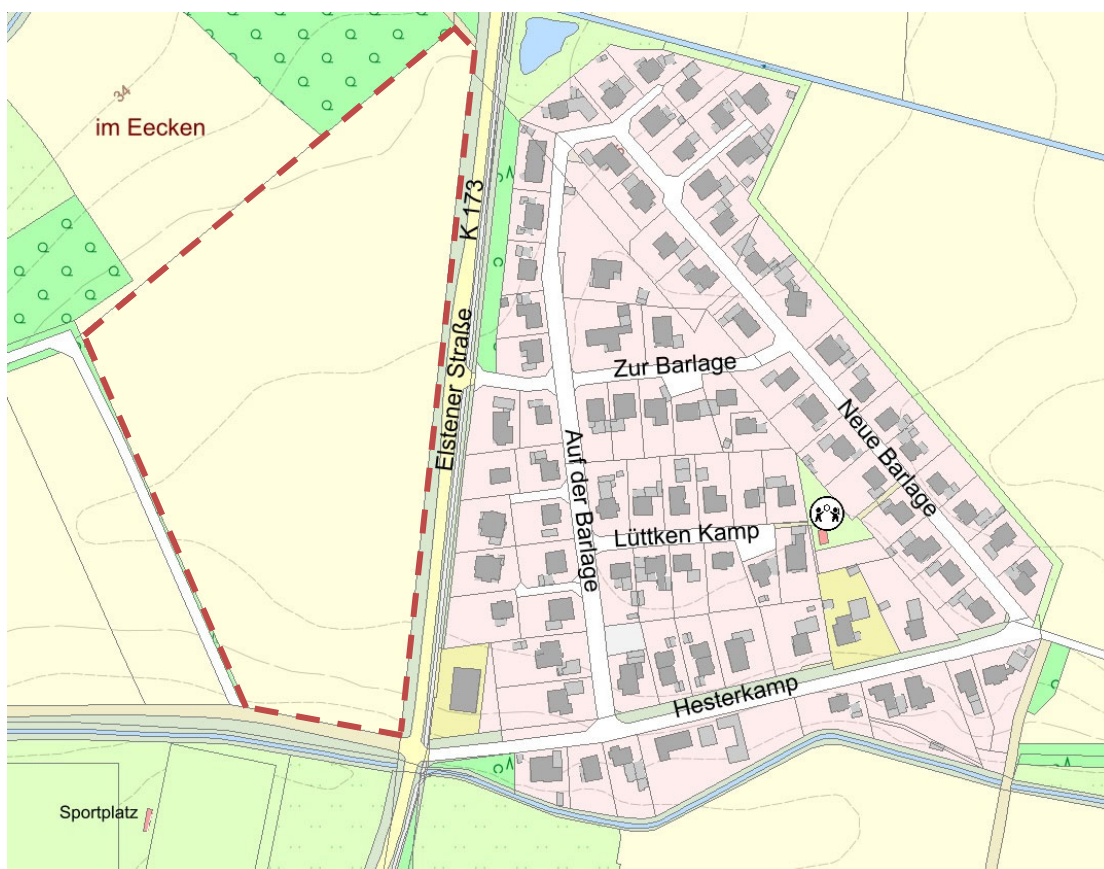 34
im Eecken
K 173
Elstener Straße
Zur Barlage
Auf der Barlage
Neue Barlage
Lüttken Kamp
Hesterkamp
Sportplatz